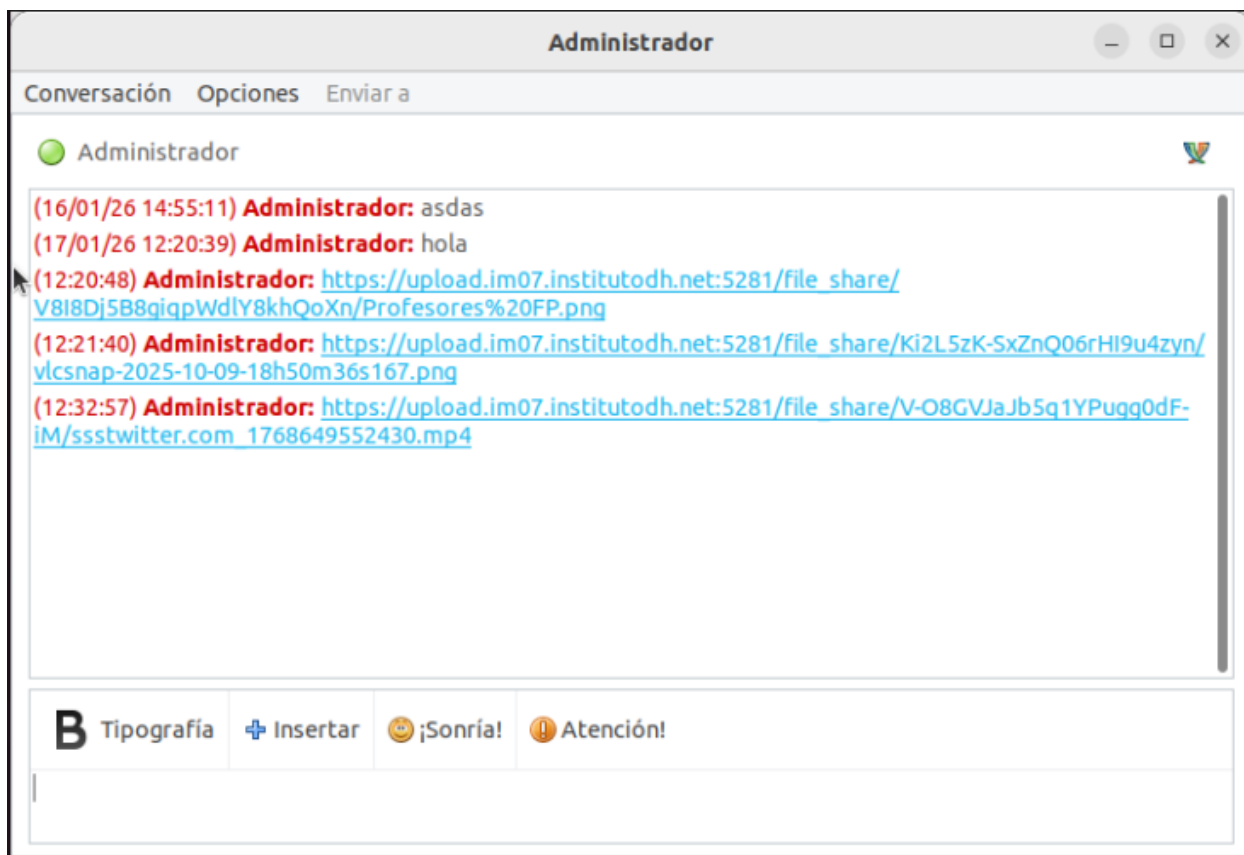 Administrador
Conversación Opciones Enviar a
Administrador
(16/01/26 14:55:11) Administrador: asdas
(17/01/26 12:20:39) Administrador: hola
(12:20:48) Administrador: https://upload.im07.institutodh.net:5281/file_share/
V8I8Dj5B8giqpWdlY8khQoXn/Profesores%20FP.png
(12:21:40) Administrador: https://upload.im07.institutodh.net:5281/file_share/Ki2L5zK-SxZnQ06rHI9u4zyn/
vlcsnap-2025-10-09-18h50m36s167.png
(12:32:57) Administrador: https://upload.im07.institutodh.net:5281/file_share/V-O8GVJaJb5q1YPugg0dF-
iM/ssstwitter.com_1768649552430.mp4
B Tipografía Insertar ¡Sonría! Atención!